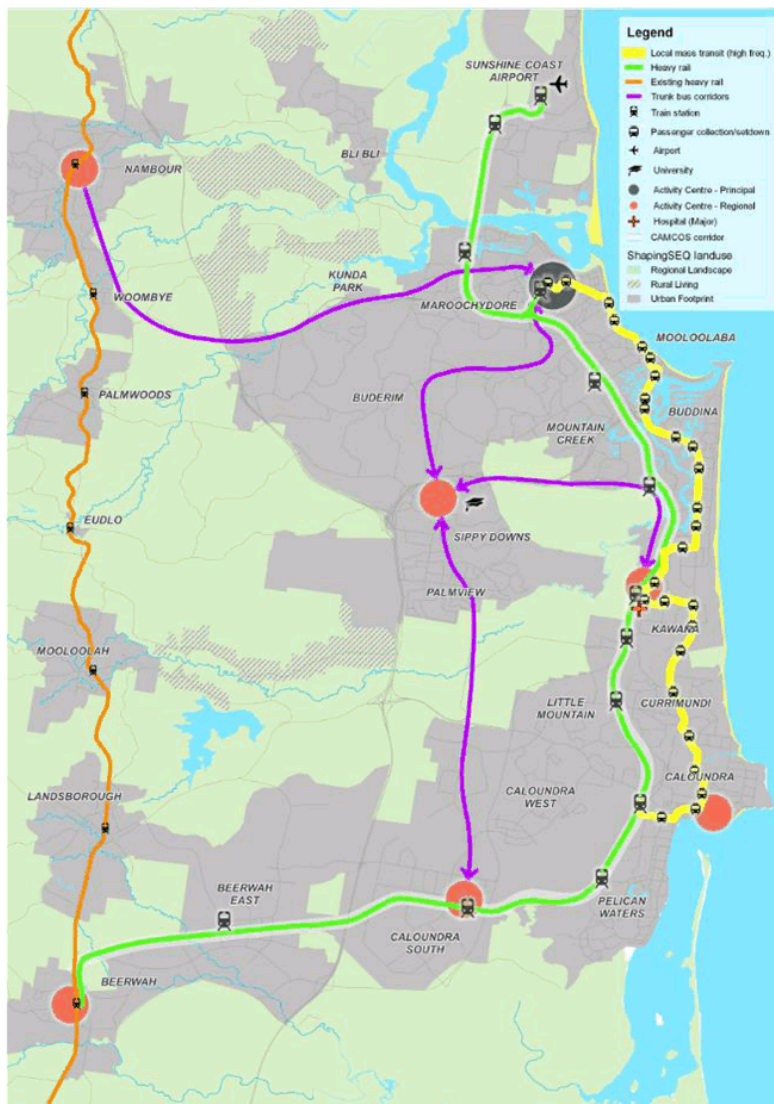 Legend
Local mass transit (high freq.)
Heavy rail
Existing heavy rail
Trunk bus corridors
Train station
Passenger collection/setdown
Airport
University
Activity Centre - Principal
Activity Centre - Regional
Hospital (Major)
CAMCOS corridor
ShapingSEQ landuse
Regional Landscape
Rural Living
Urban Footprint
SUNSHINE COAST
AIRPORT
BLI BLI
NAMBOUR
KUNDA
PARK
WOOMBYE
MAROOCHYDORE
MOOLOOLABA
PALMWOODS
BUDERIM
BUDDINA
MOUNTAIN
CREEK
EUDLO
SIPPY DOWNS
PALMVIEW
KAWANA
MOOLOOLAH
LITTLE
MOUNTAIN
CURRIMUNDI
CALOUNDRA
LANDSBOROUGH
CALOUNDRA
WEST
BEERWAH
EAST
PELICAN
WATERS
CALOUNDRA
SOUTH
BEERWAH